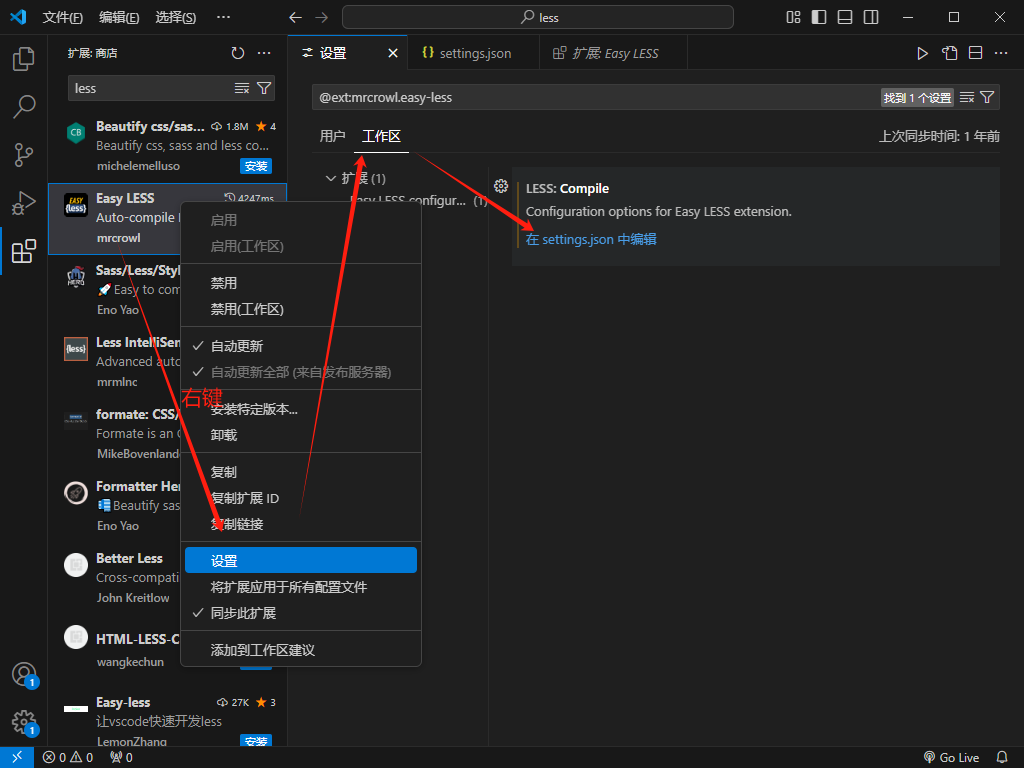 文件(F) 编辑(E) 选择(S) ··· less
扩展: 商店
less
CB
Beautify css/sas... 1.8M 4
Beautify css, sass and less co...
michelemelluso 安装
EASY
{less}
Easy LESS 4247ms
Auto-compile
mrcrowl
HERO
Sass/Less/Styl
Easy to com
Eno Yao
{less}
Less IntelliSen
Advanced auto
mrmlnc
formate: CSS/
Formate is an
MikeBovenlande
Formatter Her
Beautify sas
Eno Yao
Better Less
Cross-compati
John Kreitlow
HTML-LESS-C
wangkechun
Easy-less 27K 3
让vscode快速开发less
LemonZhang 安装
启用
启用(工作区)
禁用
禁用(工作区)
自动更新
自动更新全部 (来自发布服务器)
右键
安装特定版本...
卸载
复制
复制扩展 ID
复制链接
设置
将扩展应用于所有配置文件
同步此扩展
添加到工作区建议
设置 settings.json 扩展: Easy LESS
@ext:mrcrowl.easy-less 找到 1 个设置
用户 工作区 上次同步时间: 1 年前
扩展 (1)
Easy LESS configur... (1)
LESS: Compile
Configuration options for Easy LESS extension.
在 settings.json 中编辑
1
1
0 0 0 Go Live